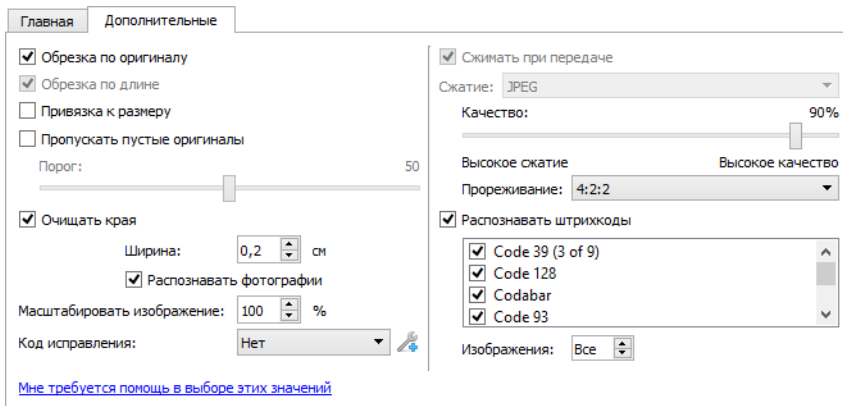 Главная
Дополнительные
Обрезка по оригиналу
Обрезка по длине
Привязка к размеру
Пропускать пустые оригиналы
Порог: 50
Очищать края
Ширина: 0,2 см
Распознавать фотографии
Масштабировать изображение: 100 %
Код исправления: Нет
Мне требуется помощь в выборе этих значений
Сжимать при передаче
Сжатие: JPEG
Качество: 90%
Высокое сжатие Высокое качество
Прореживание: 4:2:2
Распознавать штрихкоды
Code 39 (3 of 9)
Code 128
Codabar
Code 93
Изображения: Все